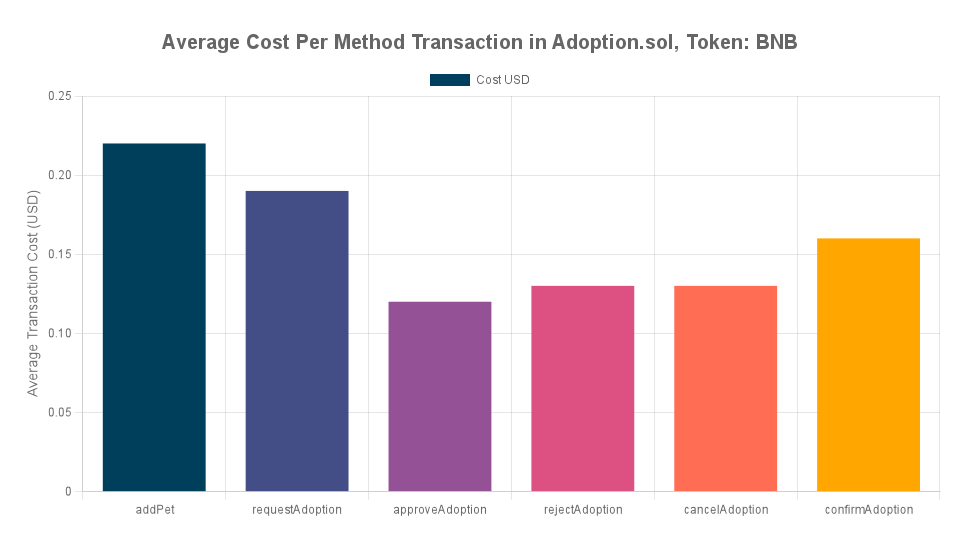 Average Cost Per Method Transaction in Adoption.sol, Token: BNB
Cost USD
Average Transaction Cost (USD)
0.25
0.20
0.15
0.10
0.05
0
addPet
requestAdoption
approveAdoption
rejectAdoption
cancelAdoption
confirmAdoption